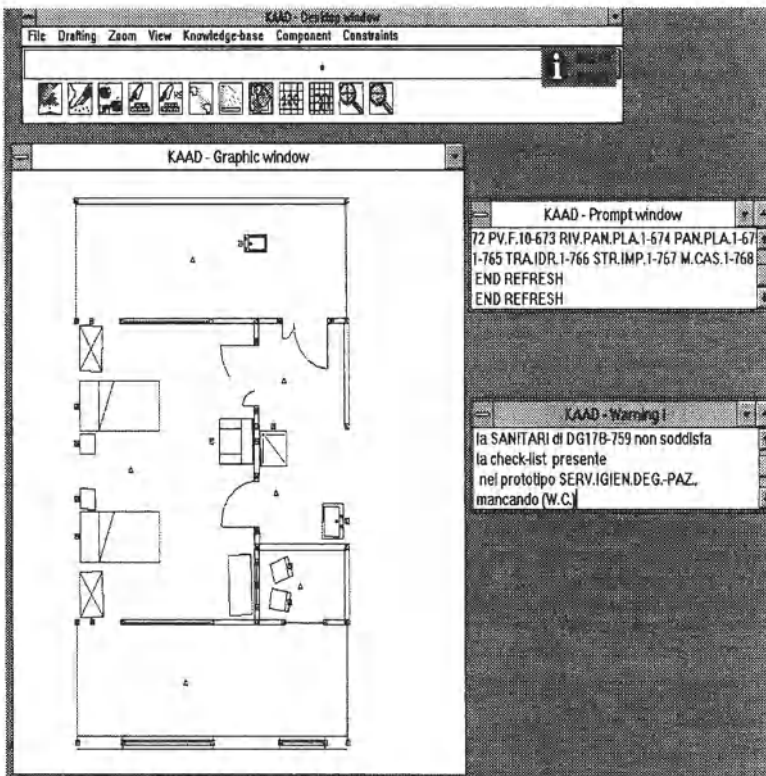 KAAD - Desktop window
File Drafting Zoom View Knowledge-base Component Constraints
i
KAAD - Graphic window
KAAD - Prompt window
72 PV.F.10-673 RIV.PAN.PLA.1-674 PAN.PLA.1-67
1-765 TRA.IDR.1-766 STR.IMP.1-767 M.CAS.1-768
END REFRESH
END REFRESH
KAAD - Warning !
la SANITARI di DG17B-759 non soddisfa
la check-list presente
nel prototipo SERV.IGIEN.DEG.-PAZ.,
mancando (W.C.)